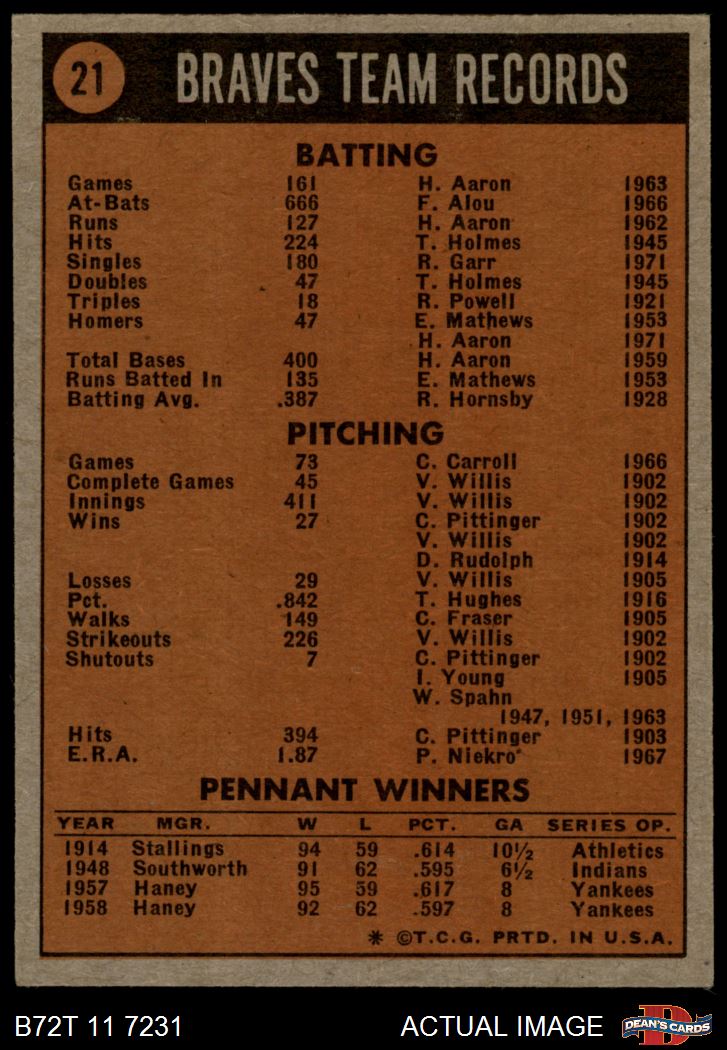 21 BRAVES TEAM RECORDS
BATTING
Games 161 H. Aaron 1963
At-Bats 666 F. Alou 1966
Runs 127 H. Aaron 1962
Hits 224 T. Holmes 1945
Singles 180 R. Garr 1971
Doubles 47 T. Holmes 1945
Triples 18 R. Powell 1921
Homers 47 E. Mathews 1953
H. Aaron 1971
Total Bases 400 H. Aaron 1959
Runs Batted In 135 E. Mathews 1953
Batting Avg. .387 R. Hornsby 1928
PITCHING
Games 73 C. Carroll 1966
Complete Games 45 V. Willis 1902
Innings 411 V. Willis 1902
Wins 27 C. Pittinger 1902
V. Willis 1902
D. Rudolph 1914
Losses 29 V. Willis 1905
Pct. .842 T. Hughes 1916
Walks 149 C. Fraser 1905
Strikeouts 226 V. Willis 1902
Shutouts 7 C. Pittinger 1902
I. Young 1905
W. Spahn
1947, 1951, 1963
Hits 394 C. Pittinger 1903
E.R.A. 1.87 P. Niekro 1967
PENNANT WINNERS
YEAR MGR. W L PCT. GA SERIES OP.
1914 Stallings 94 59 .614 10½ Athletics
1948 Southworth 91 62 .595 6½ Indians
1957 Haney 95 59 .617 8 Yankees
1958 Haney 92 62 .597 8 Yankees
* ©T.C.G. PRTD. IN U.S.A.
B72T 11 7231 ACTUAL IMAGE D DEAN'S CARDS